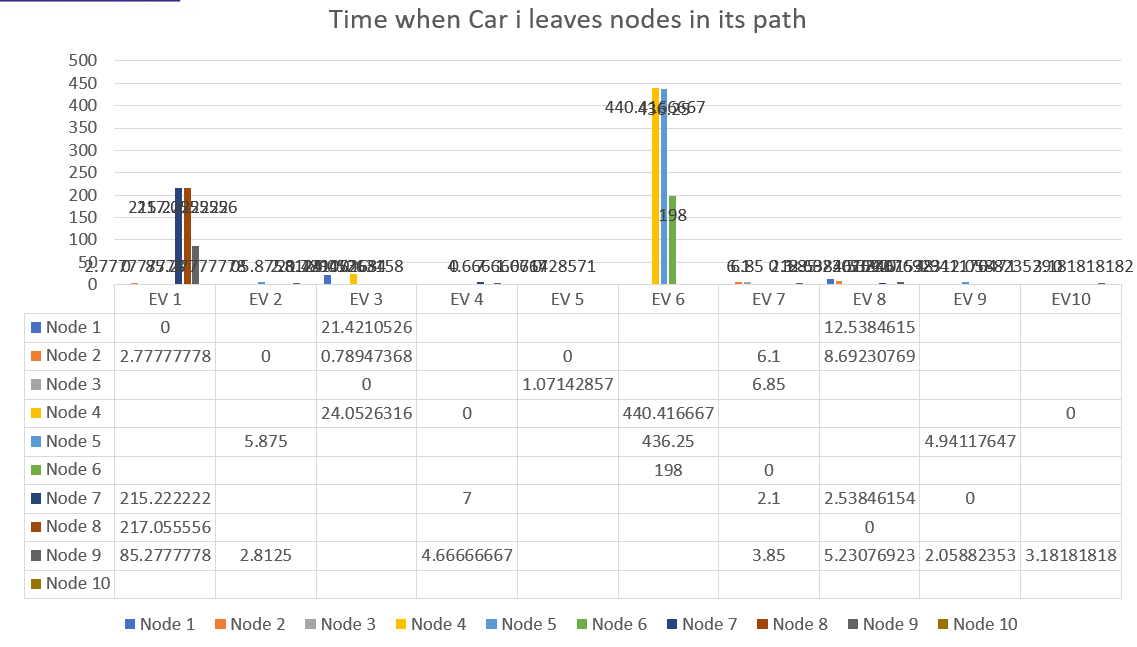 Time when Car i leaves nodes in its path
500
450
400
350
300
250
200
150
100
50
0
440.4166667
436.25
198
EV 1 EV 2 EV 3 EV 4 EV 5 EV 6 EV 7 EV 8 EV 9 EV10
Node 1 0 21.4210526 12.5384615
Node 2 2.77777778 0 0.78947368 0 6.1 8.69230769
Node 3 0 1.07142857 6.85
Node 4 24.0526316 0 440.416667 0
Node 5 5.875 436.25 4.94117647
Node 6 198 0
Node 7 215.222222 7 2.1 2.53846154 0
Node 8 217.055556 0
Node 9 85.2777778 2.8125 4.66666667 3.85 5.23076923 2.05882353 3.18181818
Node 10
Node 1 Node 2 Node 3 Node 4 Node 5 Node 6 Node 7 Node 8 Node 9 Node 10